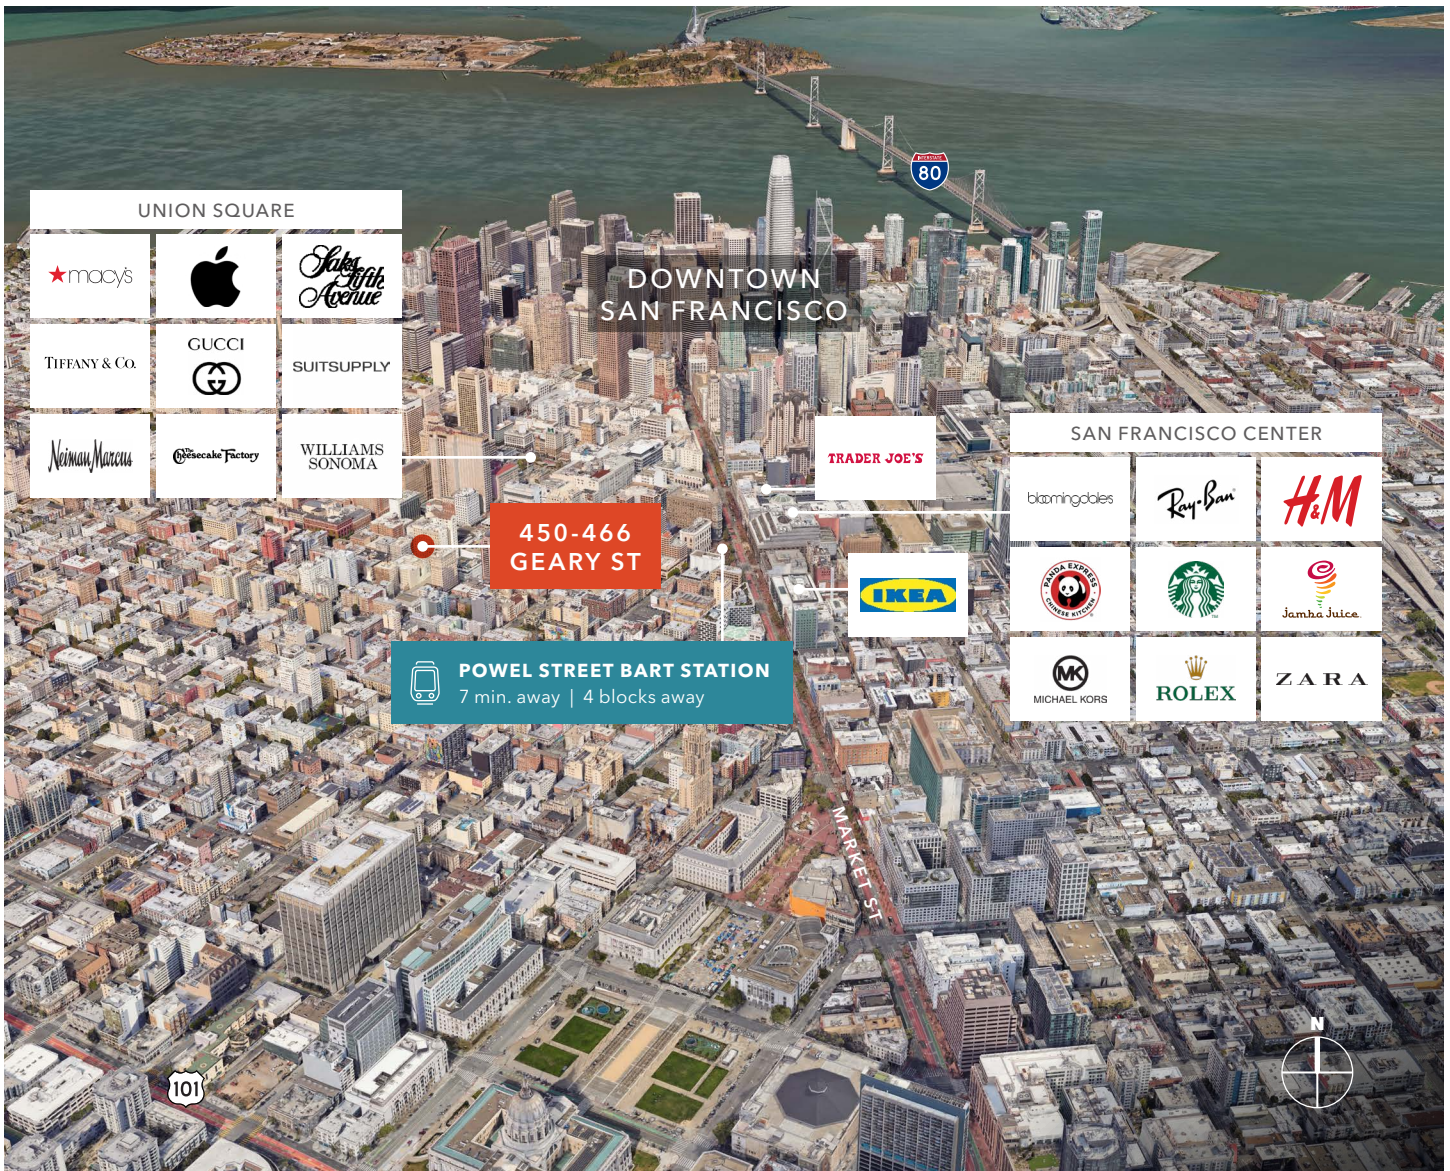 INTERSTATE
80
UNION SQUARE
macy's
Saks
Fifth
Avenue
TIFFANY & CO.
GUCCI
SUITSUPPLY
Neiman Marcus
The
Cheesecake Factory
WILLIAMS
SONOMA
DOWNTOWN
SAN FRANCISCO
TRADER JOE'S
SAN FRANCISCO CENTER
bloomingdale's
Ray-Ban
H&M
PANDA EXPRESS
CHINESE KITCHEN
Jamba Juice
MK
MICHAEL KORS
ROLEX
ZARA
450-466
GEARY ST
IKEA
POWEL STREET BART STATION
7 min. away | 4 blocks away
MARKET ST
N
101